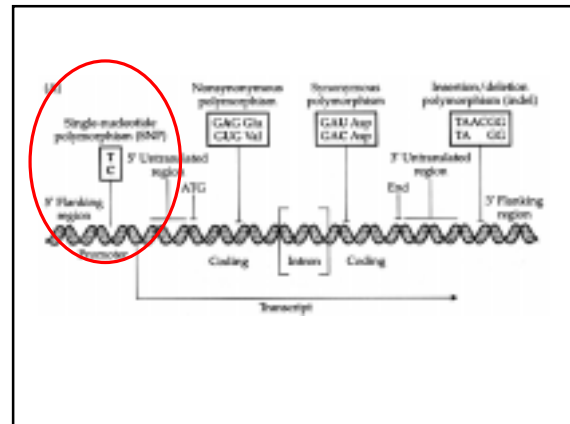 Single-nucleotide
polymorphism (SNP)
T
C
Nonsynonymous
polymorphism
GAG Glu
GUG Val
Synonymous
polymorphism
GAU Asp
GAC Asp
Insertion/deletion
polymorphism (indel)
TAACGG
TA GG
5' Flanking
region
5' Untranslated
region
ATG
End
3' Untranslated
region
3' Flanking
region
Promoter
Coding
Intron
Coding
Transcript